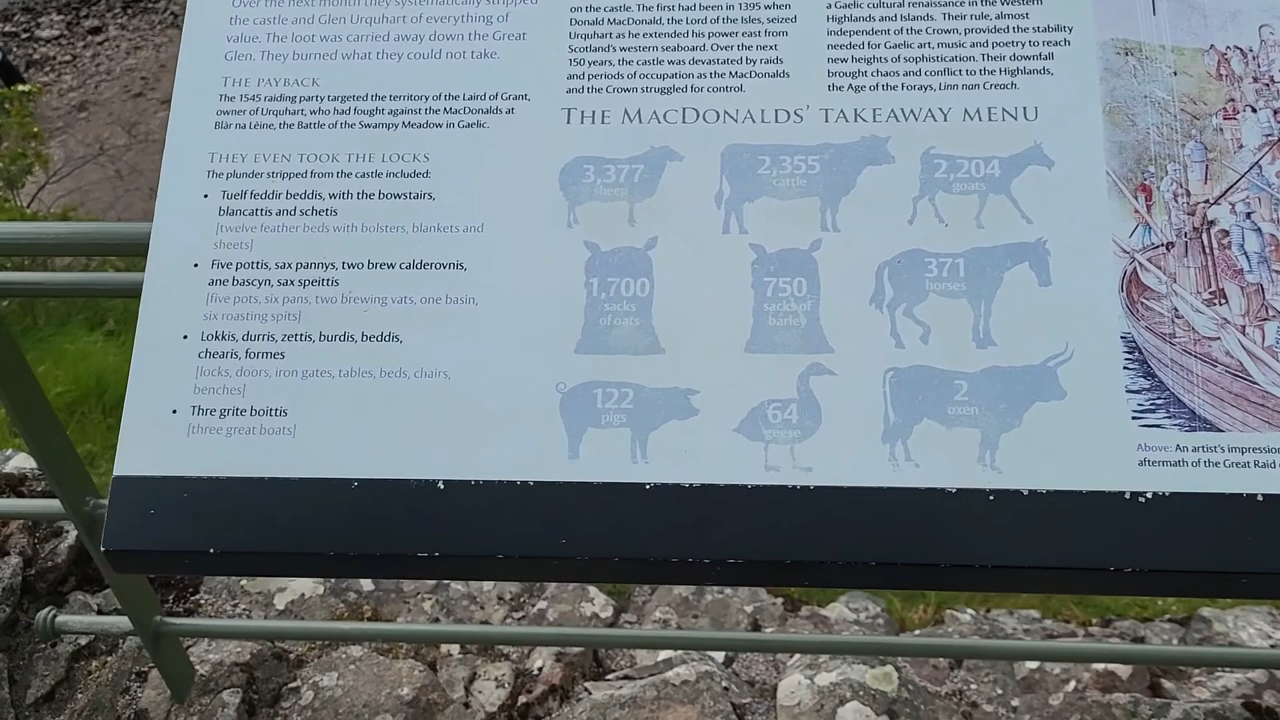 Over the next month they systematically stripped
the castle and Glen Urquhart of everything of
value. The loot was carried away down the Great
Glen. They burned what they could not take.
THE PAYBACK
The 1545 raiding party targeted the territory of the Laird of Grant,
owner of Urquhart, who had fought against the MacDonalds at
Blàr na Lèine, the Battle of the Swampy Meadow in Gaelic.
THEY EVEN TOOK THE LOCKS
The plunder stripped from the castle included:
• Tuelf feddir beddis, with the bowstairs,
blancattis and schetis
[twelve feather beds with bolsters, blankets and
sheets]
• Five pottis, sax pannys, two brew calderovnis,
ane bascyn, sax speittis
[five pots, six pans, two brewing vats, one basin,
six roasting spits]
• Lokkis, durris, zettis, burdis, beddis,
chearis, formes
[locks, doors, iron gates, tables, beds, chairs,
benches]
• Thre grite boittis
[three great boats]
on the castle. The first had been in 1395 when
Donald MacDonald, the Lord of the Isles, seized
Urquhart as he extended his power east from
Scotland's western seaboard. Over the next
150 years, the castle was devastated by raids
and periods of occupation as the MacDonalds
and the Crown struggled for control.
a Gaelic cultural renaissance in the Western
Highlands and Islands. Their rule, almost
independent of the Crown, provided the stability
needed for Gaelic art, music and poetry to reach
new heights of sophistication. Their downfall
brought chaos and conflict to the Highlands,
the Age of the Forays, Linn nan Creach.
THE MACDONALDS' TAKEAWAY MENU
3,377
sheep
2,355
cattle
2,204
goats
1,700
sacks
of oats
750
sacks of
barley
371
horses
122
pigs
64
geese
2
oxen
Above: An artist's impression
aftermath of the Great Raid